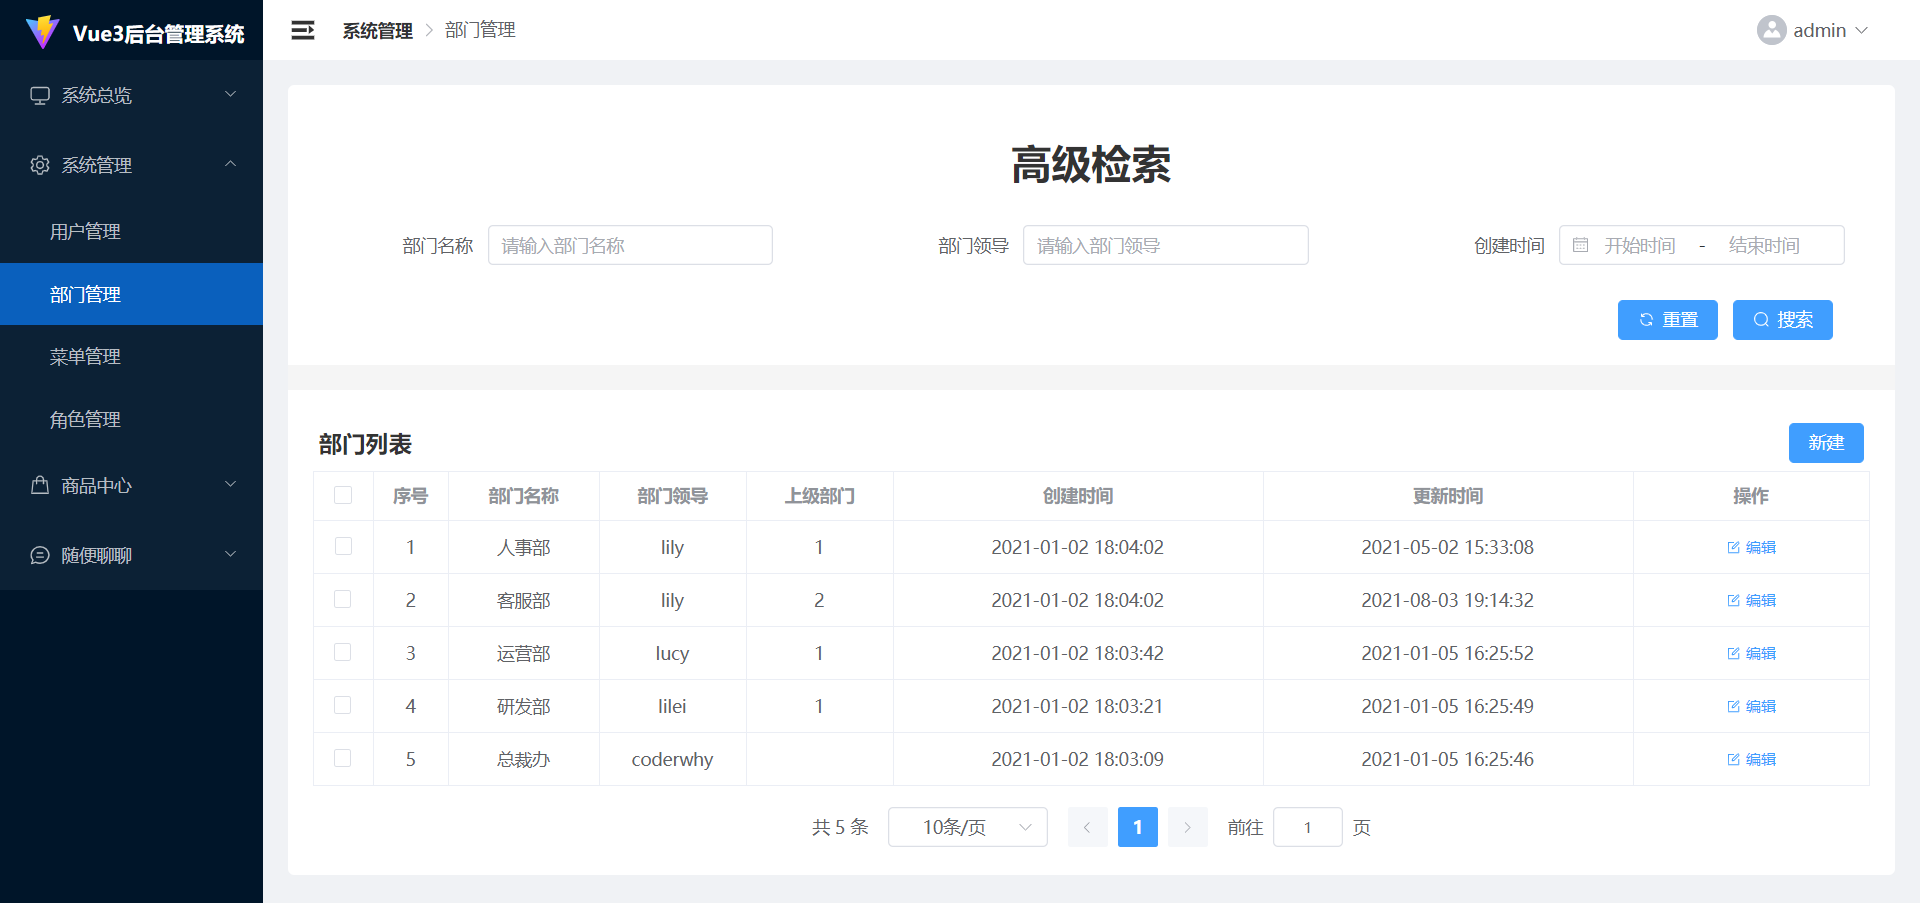 Vue3后台管理系统
系统总览
系统管理
用户管理
部门管理
菜单管理
角色管理
商品中心
随便聊聊
系统管理 部门管理
admin
高级检索
部门名称 请输入部门名称 部门领导 请输入部门领导 创建时间 开始时间 - 结束时间
重置 搜索
部门列表 新建
序号 部门名称 部门领导 上级部门 创建时间 更新时间 操作
1 人事部 lily 1 2021-01-02 18:04:02 2021-05-02 15:33:08 编辑
2 客服部 lily 2 2021-01-02 18:04:02 2021-08-03 19:14:32 编辑
3 运营部 lucy 1 2021-01-02 18:03:42 2021-01-05 16:25:52 编辑
4 研发部 lilei 1 2021-01-02 18:03:21 2021-01-05 16:25:49 编辑
5 总裁办 coderwhy 2021-01-02 18:03:09 2021-01-05 16:25:46 编辑
共 5 条 10条/页 1 前往 1 页